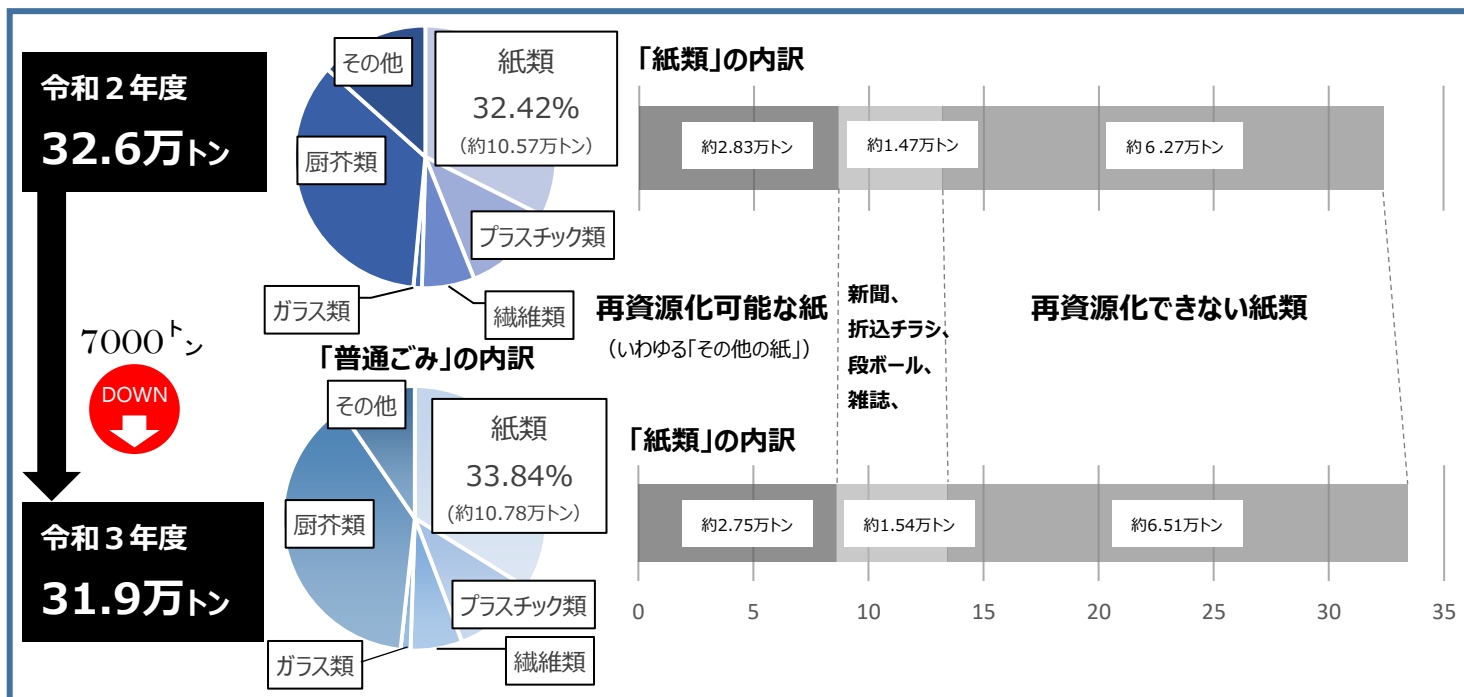 令和２年度
32.6万トン
その他
紙類
32.42%
（約10.57万トン）
厨芥類
プラスチック類
ガラス類
繊維類
「紙類」の内訳
約2.83万トン
約1.47万トン
約６.27万トン
再資源化可能な紙
（いわゆる「その他の紙」）
新聞、
折込チラシ、
段ボール、
雑誌、
再資源化できない紙類
7000トン
DOWN
「普通ごみ」の内訳
令和３年度
31.9万トン
その他
紙類
33.84%
(約10.78万トン）
厨芥類
プラスチック類
ガラス類
繊維類
「紙類」の内訳
約2.75万トン
約1.54万トン
約6.51万トン
0 5 10 15 20 25 30 35